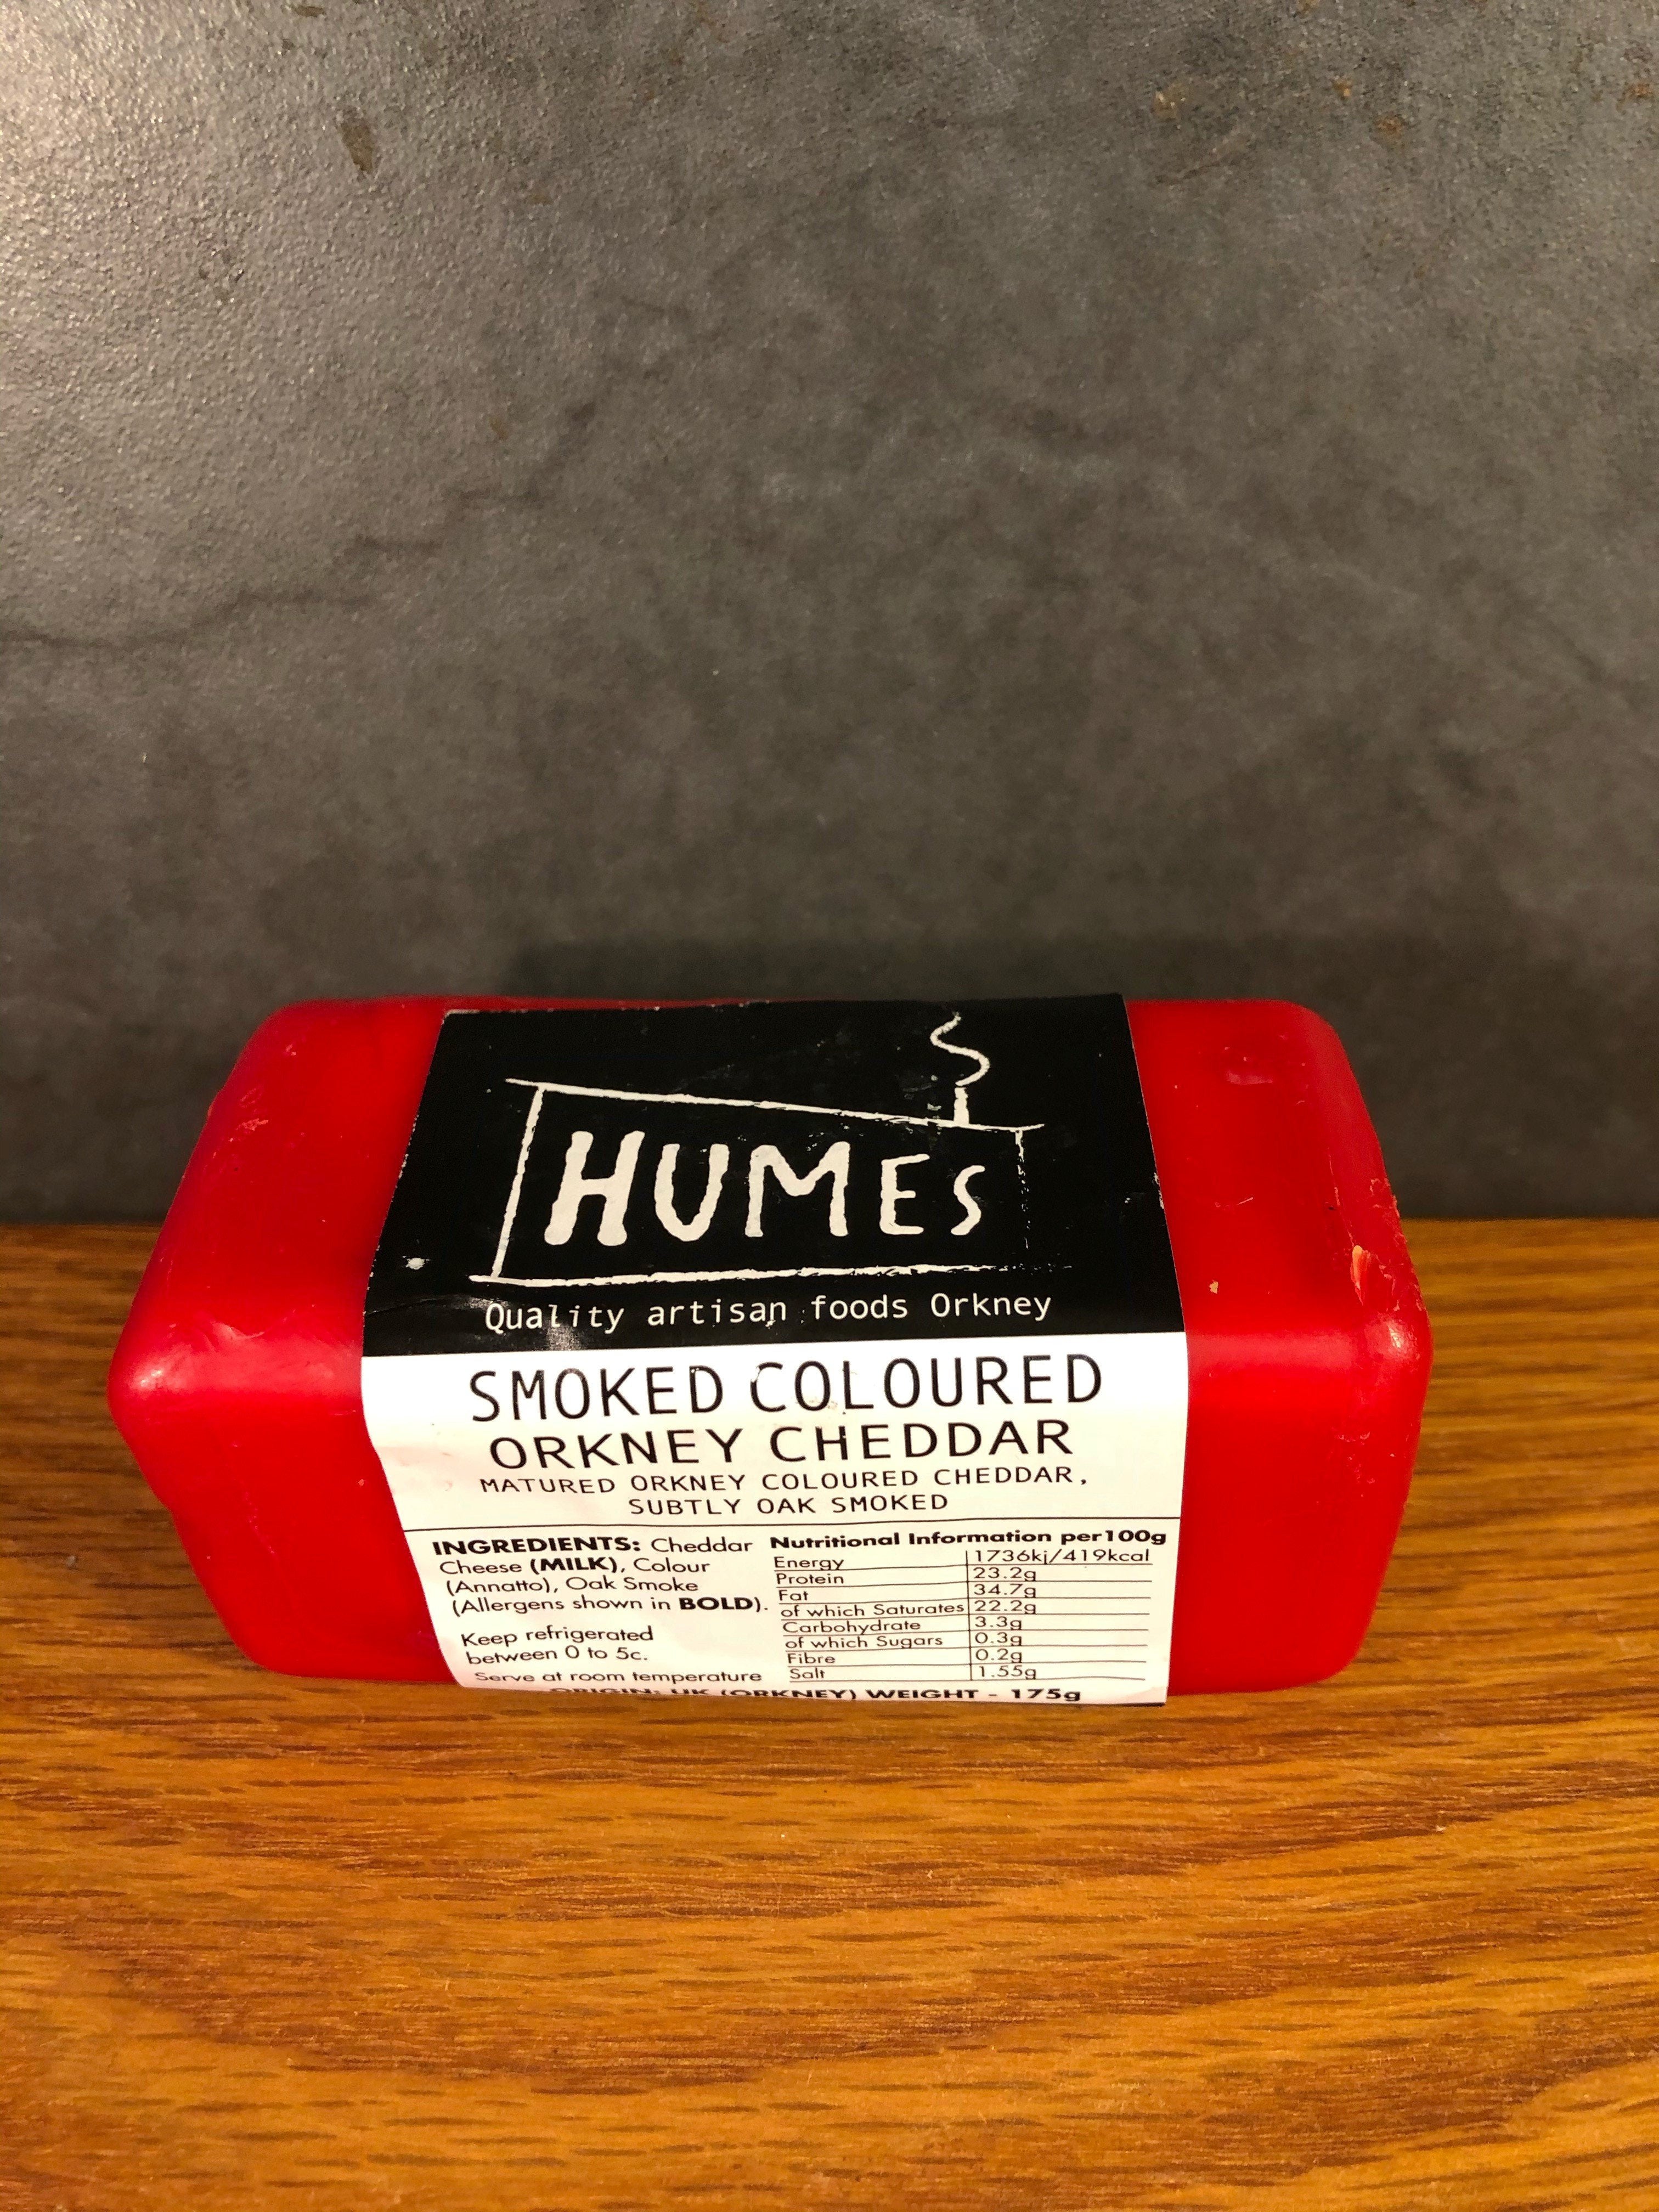 HUMES
Quality artisan foods Orkney
SMOKED COLOURED
ORKNEY CHEDDAR
MATURED ORKNEY COLOURED CHEDDAR,
SUBTLY OAK SMOKED
INGREDIENTS: Cheddar
Cheese (MILK), Colour
(Annatto), Oak Smoke
(Allergens shown in BOLD).
Keep refrigerated
between 0 to 5c.
Serve at room temperature
Nutritional Information per100g
Energy 1736kj/419kcal
Protein 23.2g
Fat 34.7g
of which Saturates 22.2g
Carbohydrate 3.3g
of which Sugars 0.3g
Fibre 0.2g
Salt 1.55g
ORIGIN: UK (ORKNEY) WEIGHT - 175g